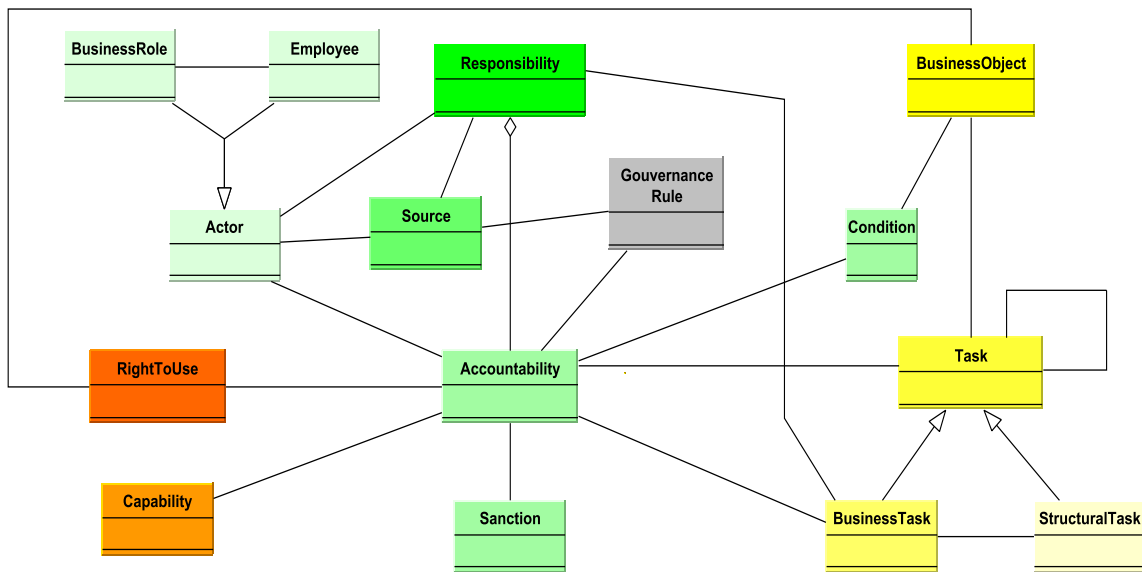 BusinessRole
Employee
Responsibility
BusinessObject
Gouvernance
Rule
Source
Actor
Condition
Task
RightToUse
Accountability
Capability
Sanction
BusinessTask
StructuralTask